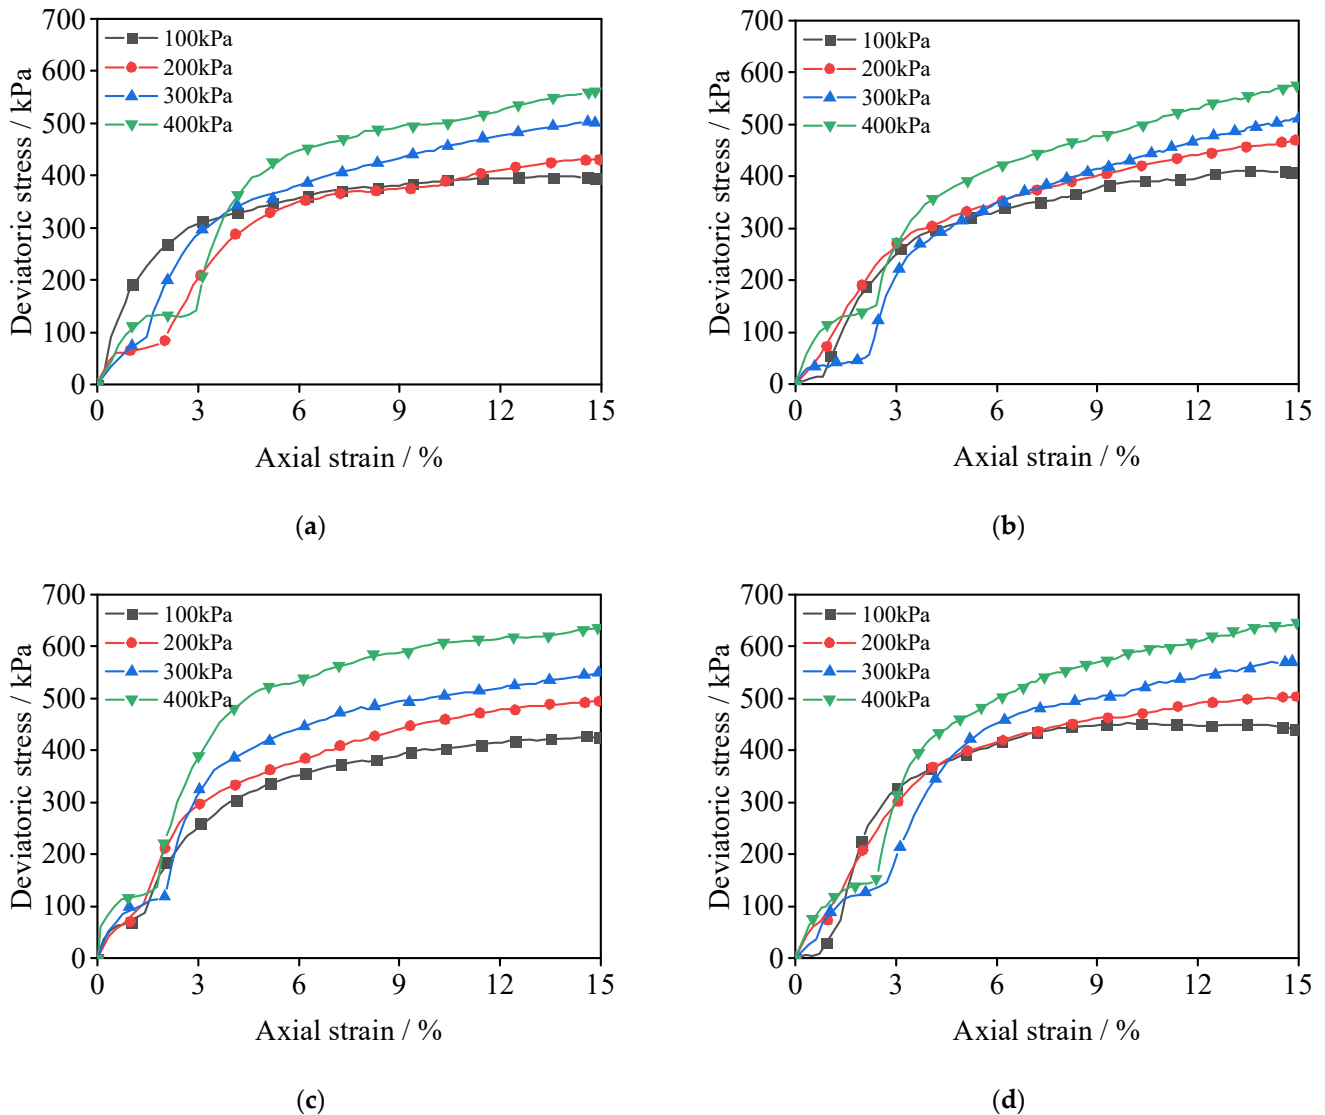 700
600
500
400
300
200
100
0
Deviatoric stress / kPa
100kPa
200kPa
300kPa
400kPa
0 3 6 9 12 15
Axial strain / %
(a)
700
600
500
400
300
200
100
0
Deviatoric stress / kPa
100kPa
200kPa
300kPa
400kPa
0 3 6 9 12 15
Axial strain / %
(b)
700
600
500
400
300
200
100
0
Deviatoric stress / kPa
100kPa
200kPa
300kPa
400kPa
0 3 6 9 12 15
Axial strain / %
(c)
700
600
500
400
300
200
100
0
Deviatoric stress / kPa
100kPa
200kPa
300kPa
400kPa
0 3 6 9 12 15
Axial strain / %
(d)